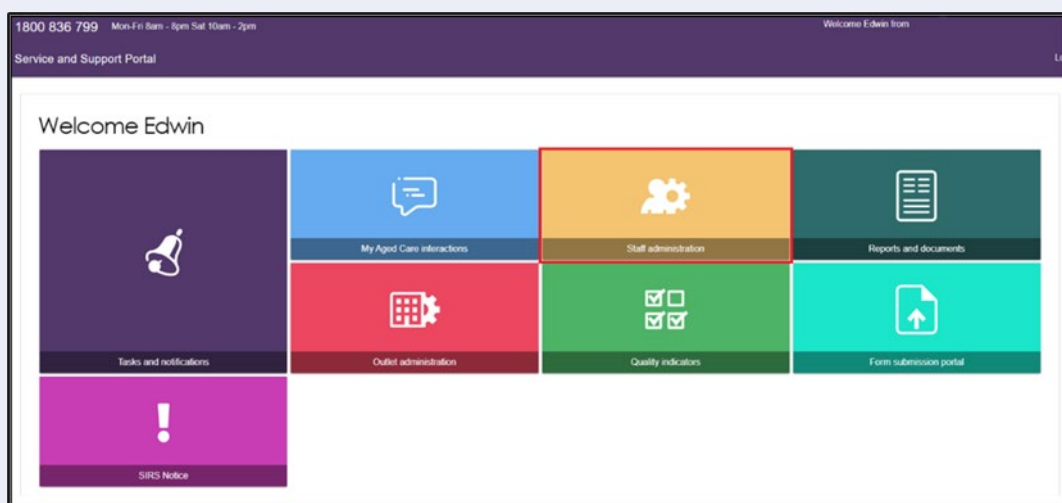 1800 836 799 Mon-Fri 8am - 8pm Sat 10am - 2pm
Welcome Edwin from
Service and Support Portal
Welcome Edwin
My Aged Care interactions
Staff administration
Reports and documents
Tasks and notifications
Outlet administration
Quality indicators
Form submission portal
SIRS Notice